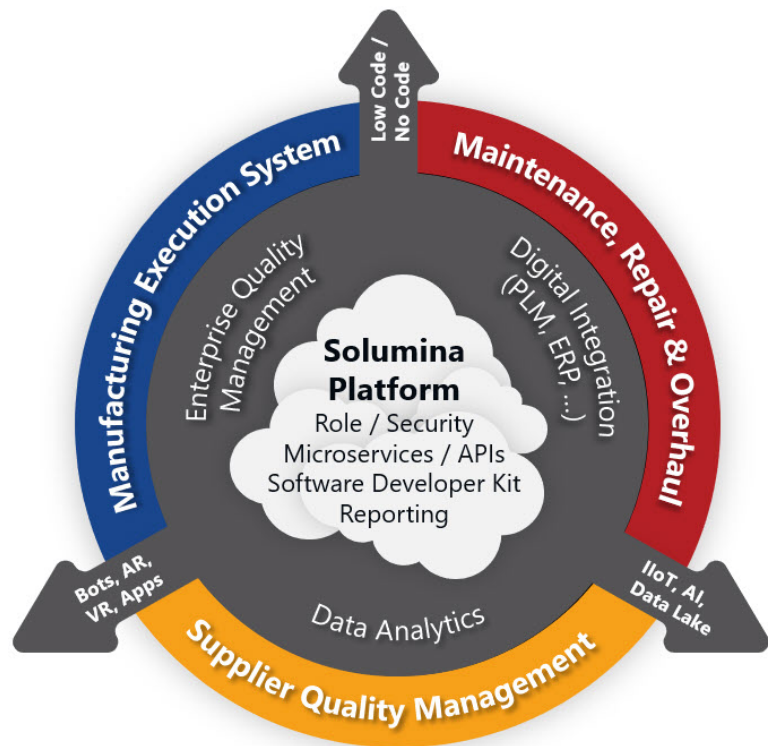 Low Code /
No Code
Manufacturing Execution System
Maintenance, Repair & Overhaul
Enterprise Quality
Management
Digital Integration
(PLM, ERP, ...)
Solumina
Platform
Role / Security
Microservices / APIs
Software Developer Kit
Reporting
Bots, AR,
VR, Apps
IIoT, AI,
Data Lake
Data Analytics
Supplier Quality Management